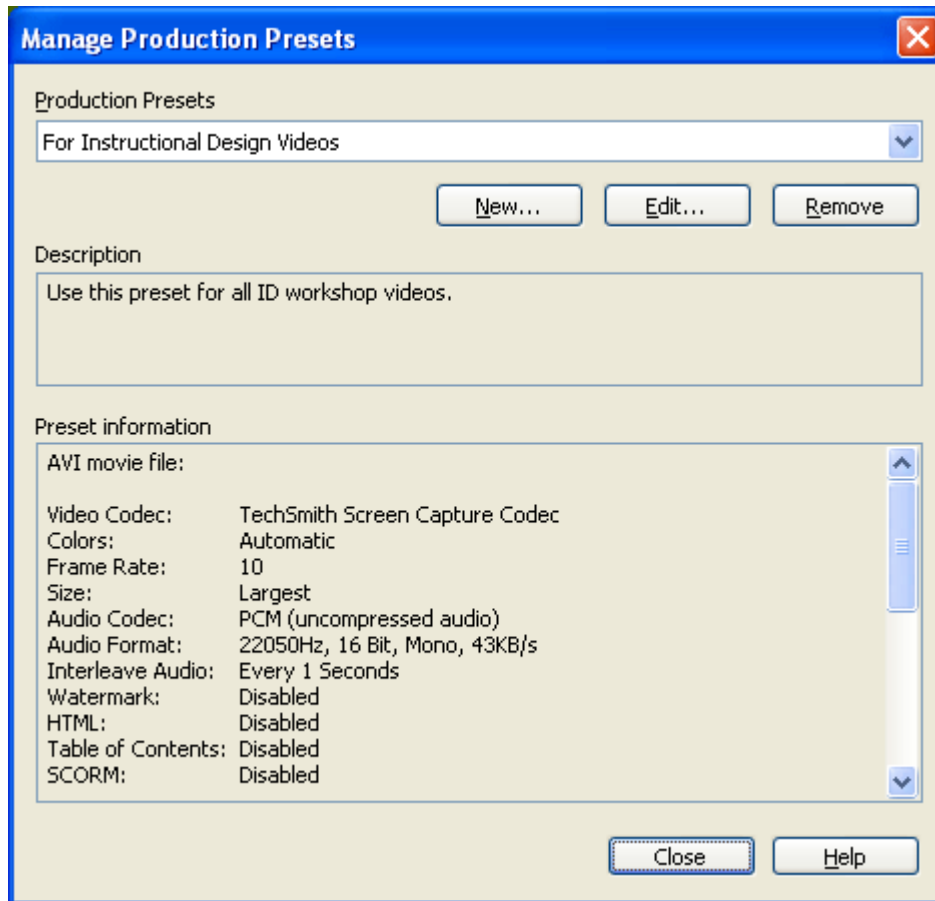 Manage Production Presets
Production Presets
For Instructional Design Videos
New... Edit... Remove
Description
Use this preset for all ID workshop videos.
Preset information
AVI movie file:
Video Codec: TechSmith Screen Capture Codec
Colors: Automatic
Frame Rate: 10
Size: Largest
Audio Codec: PCM (uncompressed audio)
Audio Format: 22050Hz, 16 Bit, Mono, 43KB/s
Interleave Audio: Every 1 Seconds
Watermark: Disabled
HTML: Disabled
Table of Contents: Disabled
SCORM: Disabled
Close Help